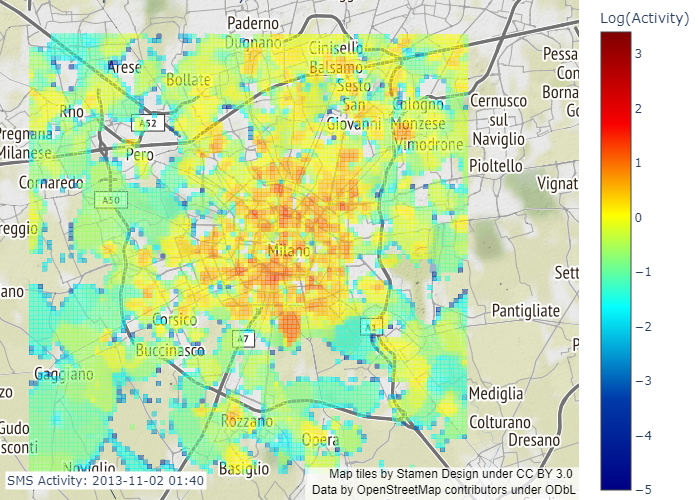 Log(Activity)
Paderno
Dugnano
Cinisello
Balsamo
Arese
Bollate
Sesto
San
Giovanni
Cologno
Monzese
Vimodrone
Cernusco
sul
Naviglio
Pessa
Con
Borna
Go
Rho
A52
Pregnana
Milanese
Pero
Pioltello
Cornaredo
A50
Vignat
reggio
Milano
Sett
ano
Corsico
A1
Pantigliate
A7
Buccinasco
P
Gaggiano
zo
Mediglia
Rozzano
Colturano
Gudo
sconti
Opera
Dresano
Noviglio
Basiglio
3
2
1
0
−1
−2
−3
−4
−5
SMS Activity: 2013-11-02 01:40
Map tiles by Stamen Design under CC BY 3.0
Data by OpenStreetMap contributors under ODbL